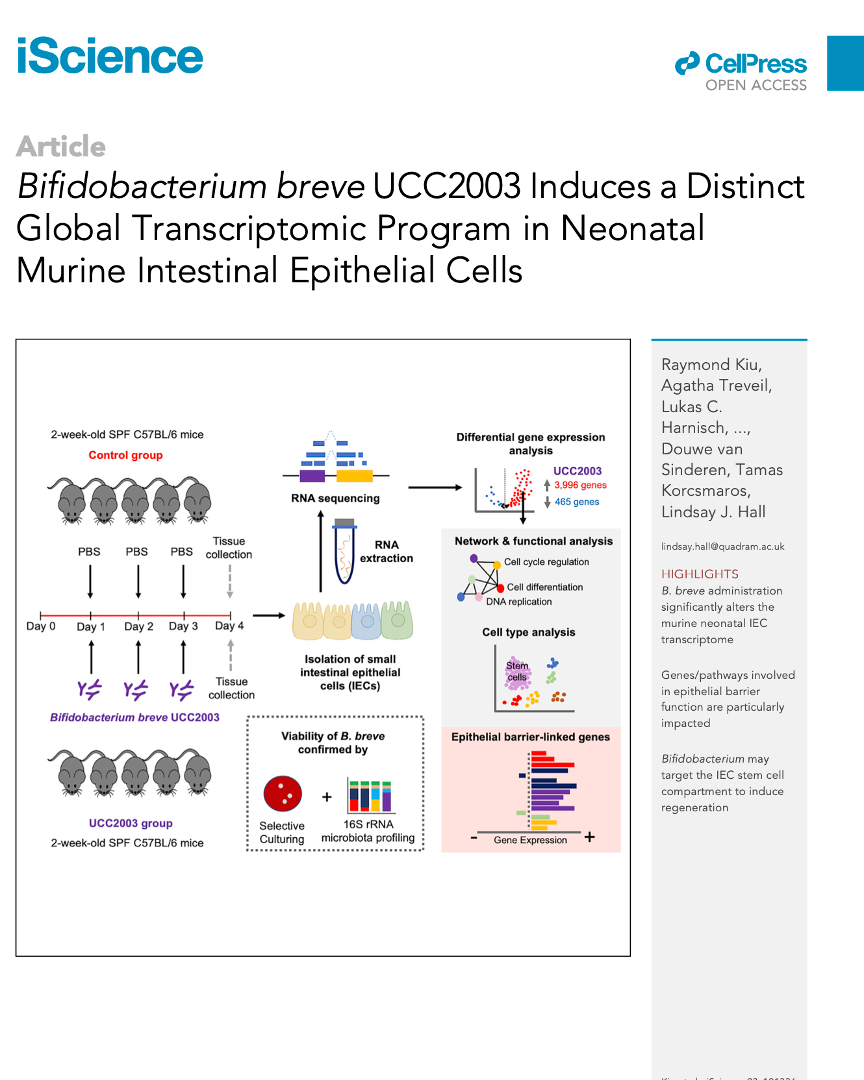 iScience
CellPress
OPEN ACCESS
Article
Bifidobacterium breve UCC2003 Induces a Distinct
Global Transcriptomic Program in Neonatal
Murine Intestinal Epithelial Cells
2-week-old SPF C57BL/6 mice
Control group
PBS
PBS
PBS
Tissue
collection
Day 0
Day 1
Day 2
Day 3
Day 4
Tissue
collection
Bifidobacterium breve UCC2003
UCC2003 group
2-week-old SPF C57BL/6 mice
RNA sequencing
RNA
extraction
Isolation of small
intestinal epithelial
cells (IECs)
Viability of B. breve
confirmed by
Selective
Culturing
+
16S rRNA
microbiota profiling
Differential gene expression
analysis
UCC2003
3,996 genes
465 genes
Network & functional analysis
Cell cycle regulation
Cell differentiation
DNA replication
Cell type analysis
Stem
cells
Epithelial barrier-linked genes
- Gene Expression +
Raymond Kiu,
Agatha Treveil,
Lukas C.
Harnisch, ...,
Douwe van
Sinderen, Tamas
Korcsmaros,
Lindsay J. Hall
lindsay.hall@quadram.ac.uk
HIGHLIGHTS
B. breve administration
significantly alters the
murine neonatal IEC
transcriptome
Genes/pathways involved
in epithelial barrier
function are particularly
impacted
Bifidobacterium may
target the IEC stem cell
compartment to induce
regeneration